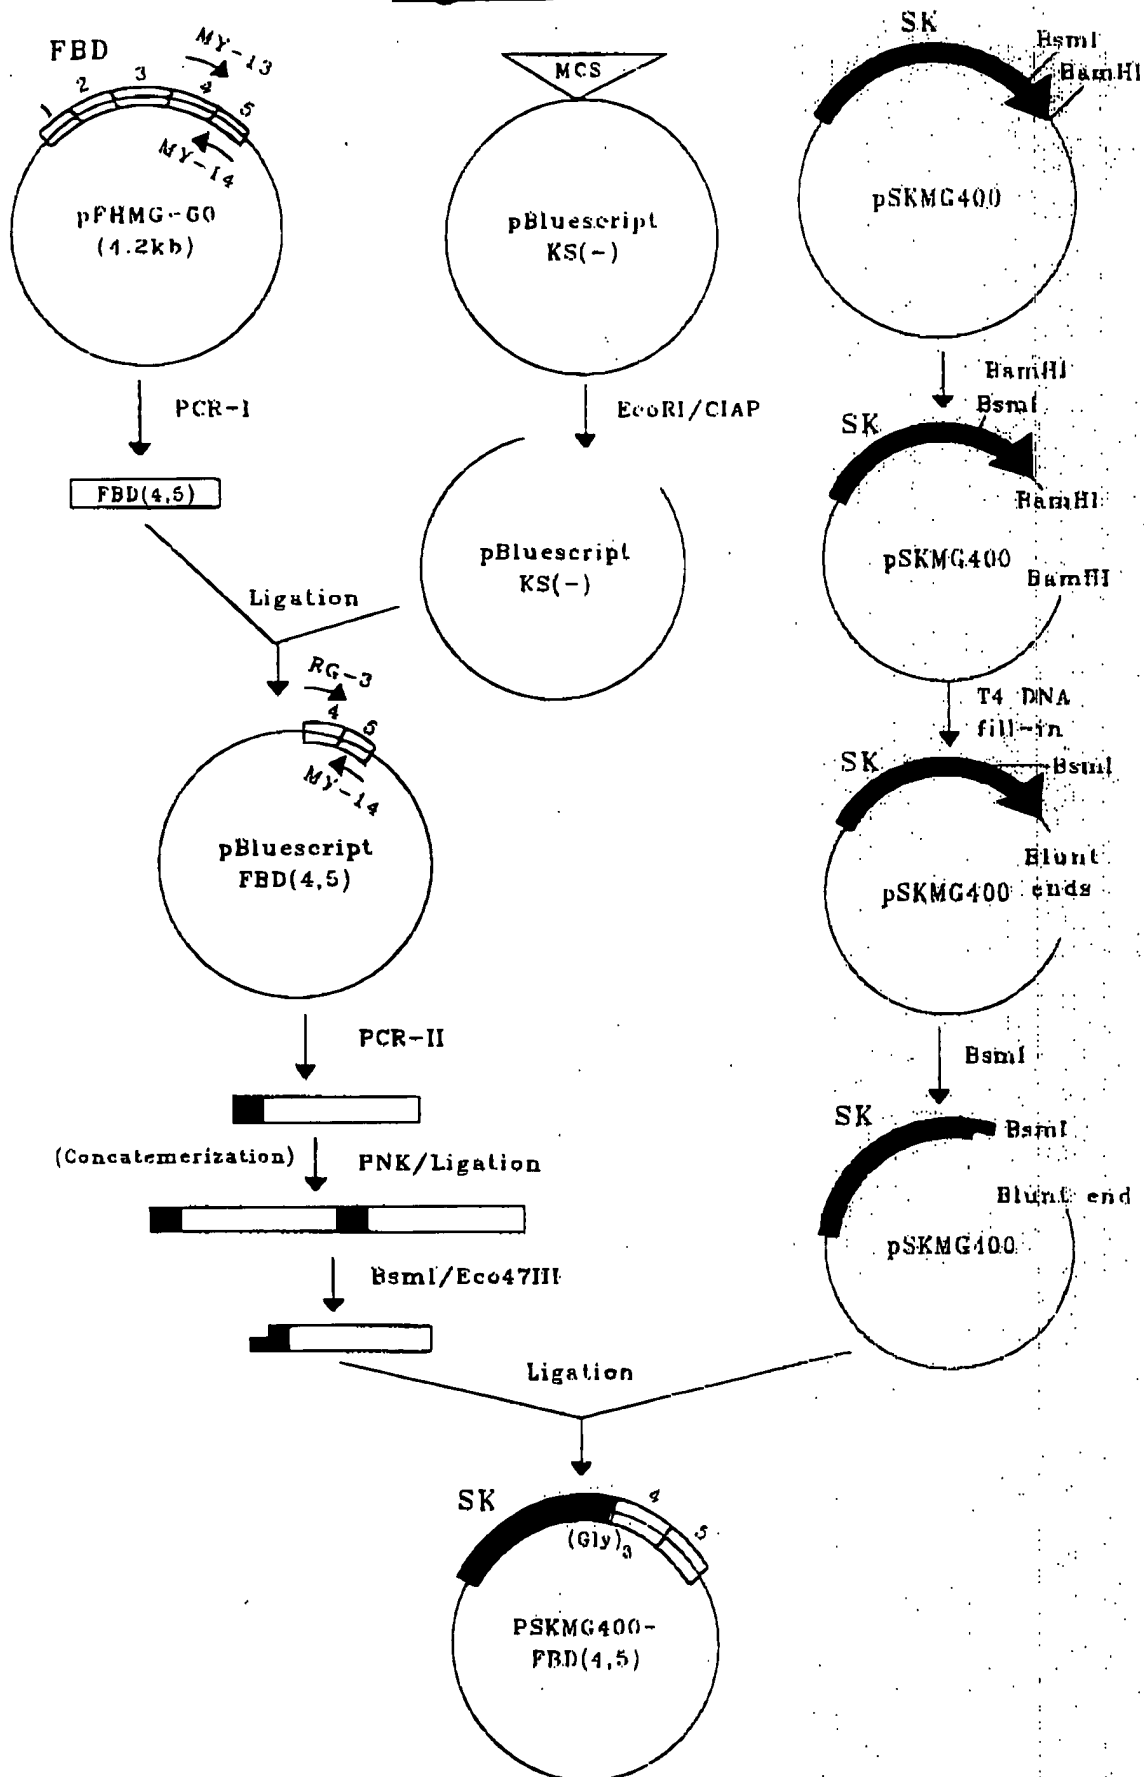 FBD
MY-13
1 2 3 4 5
MY-14
pFHMG-60
(4.2kb)
PCR-I
FBD(4,5)
MCS
pBluescript
KS(-)
EcoRI/CIAP
pBluescript
KS(-)
Ligation
RG-3
4 5
MY-14
pBluescript
FBD(4,5)
PCR-II
(Concatemerization)
PNK/Ligation
BsmI/Eco47III
SK
BsmI
BamHI
pSKMG400
BamHI
BsmI
SK
BamHI
pSKMG400
BamHI
T4 DNA
fill-in
SK
BsmI
Blunt
ends
pSKMG400
BsmI
SK
BsmI
Blunt end
pSKMG400
Ligation
SK
4
5
(Gly)3
PSKMG400-
FBD(4,5)